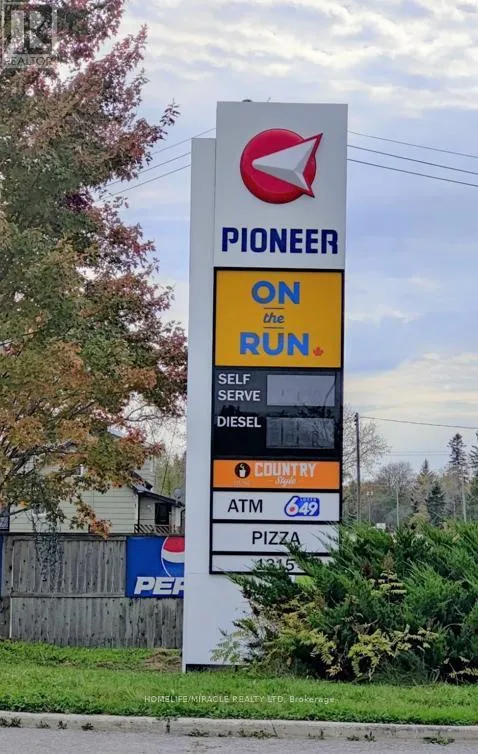 REALTOR
PIONEER
ON
the
RUN
SELF
SERVE
DIESEL
COUNTRY
Style
ATM 649
PIZZA
1315
PEP
HOMELIFE/MIRACLE REALTY LTD, Brokerage